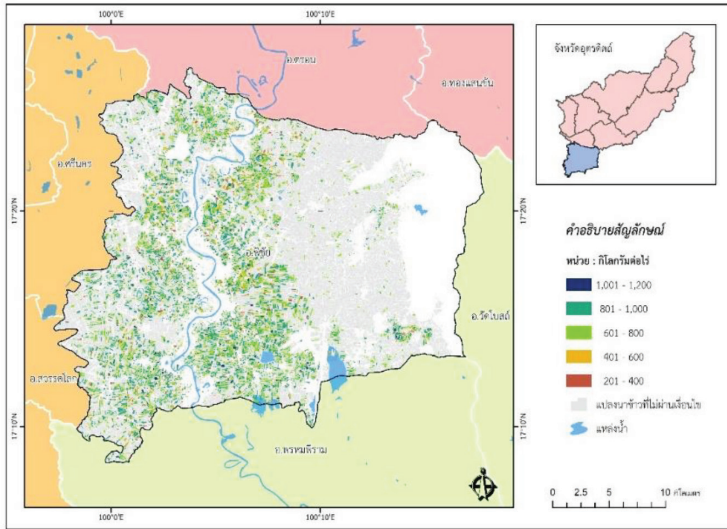 100°0'E
100°10'E
อ.ตรอน
อ.ทองแสนขัน
จังหวัดอุตรดิตถ์
อ.ศรีนคร
17°20'N
17°20'N
อ.พิชัย
คำอธิบายสัญลักษณ์
หน่วย : กิโลกรัมต่อไร่
1,001 - 1,200
801 - 1,000
601 - 800
401 - 600
201 - 400
แปลงนาข้าวที่ไม่ผ่านเงื่อนไข
แหล่งน้ำ
อ.วัดโบสถ์
อ.สวรรคโลก
17°10'N
17°10'N
อ.พรหมพิราม
100°0'E
100°10'E
0 2.5 5 10 กิโลเมตร